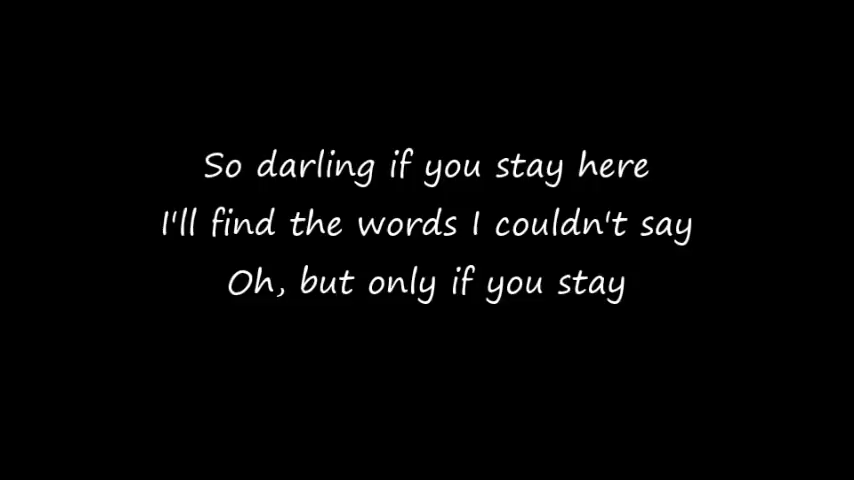 So darling if you stay here
I'll find the words I couldn't say
Oh, but only if you stay